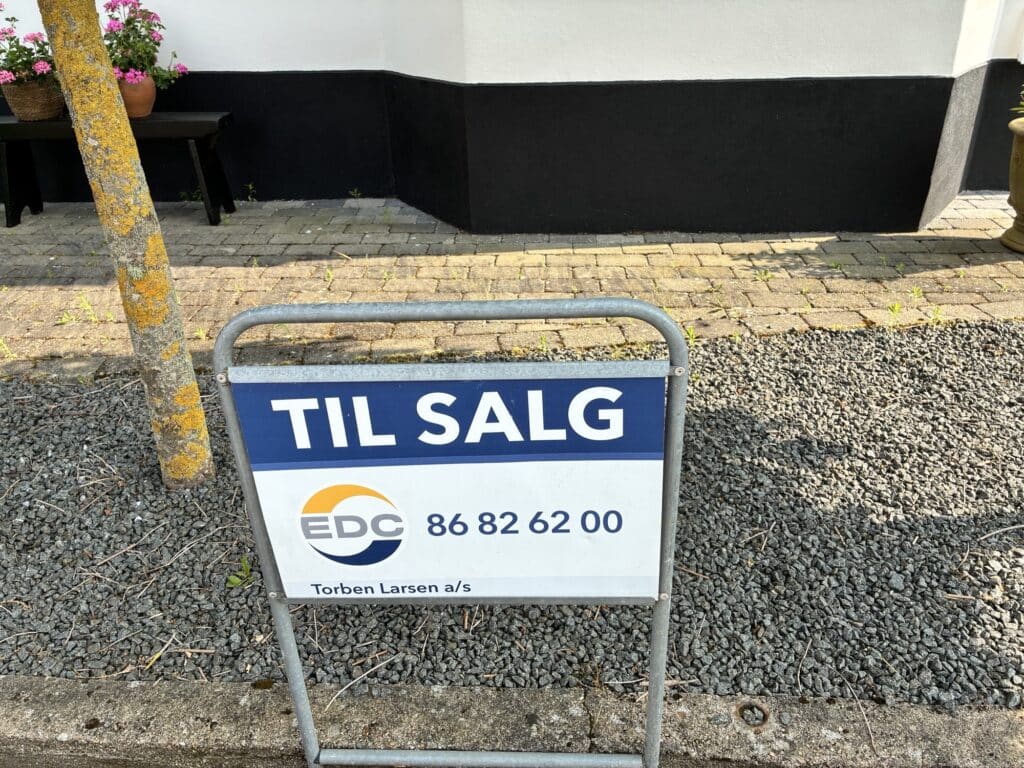 TIL SALG
EDC 86 82 62 00
Torben Larsen a/s